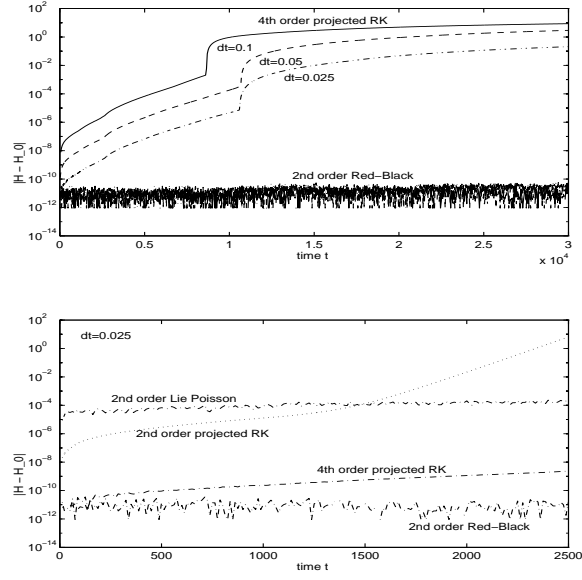 10^2
4th order projected RK
10^0
dt=0.1
10^−2
dt=0.05
dt=0.025
10^−4
10^−6
|H − H_0|
10^−8
10^−10
2nd order Red−Black
10^−12
10^−14
0 0.5 1 1.5 2 2.5 3
time t
x 10^4
10^2
dt=0.025
10^0
10^−2
2nd order Lie Poisson
10^−4
2nd order projected RK
10^−6
|H − H_0|
10^−8
4th order projected RK
10^−10
10^−12
2nd order Red−Black
10^−14
0 500 1000 1500 2000 2500
time t